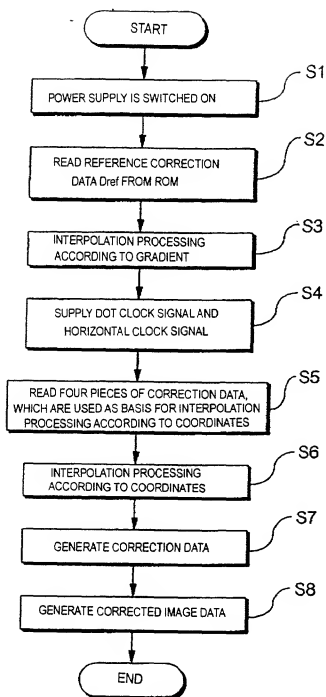 START
S1
POWER SUPPLY IS SWITCHED ON
S2
READ REFERENCE CORRECTION
DATA Dref FROM ROM
S3
INTERPOLATION PROCESSING
ACCORDING TO GRADIENT
S4
SUPPLY DOT CLOCK SIGNAL AND
HORIZONTAL CLOCK SIGNAL
S5
READ FOUR PIECES OF CORRECTION DATA,
WHICH ARE USED AS BASIS FOR INTERPOLATION
PROCESSING ACCORDING TO COORDINATES
S6
INTERPOLATION PROCESSING
ACCORDING TO COORDINATES
S7
GENERATE CORRECTION DATA
S8
GENERATE CORRECTED IMAGE DATA
END